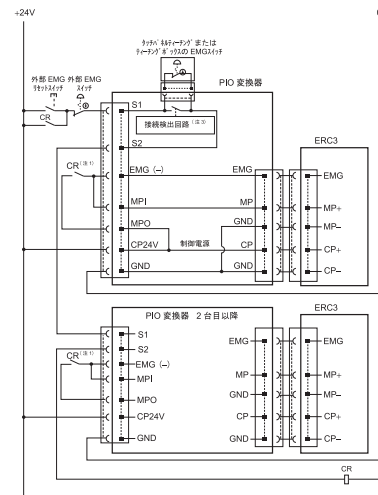 +24V
タッチパネルティーチング または
ティーチングボックスの EMGスイッチ
外部 EMG 外部 EMG
リセットスイッチ スイッチ
PIO 変換器
CR
S1
接続検出回路 (注3)
S2
ERC3
CR(注1)
EMG (−)
EMG
EMG
MPI
MP
MP+
GND
MP−
MPO
CP24V
制御電源
CP
CP+
GND
GND
CP−
PIO 変換器 2 台目以降
ERC3
S1
S2
EMG
EMG
CR(注1)
EMG (−)
MPI
MP
MP+
MPO
GND
MP−
CP24V
CP
CP+
GND
GND
CP−
CR